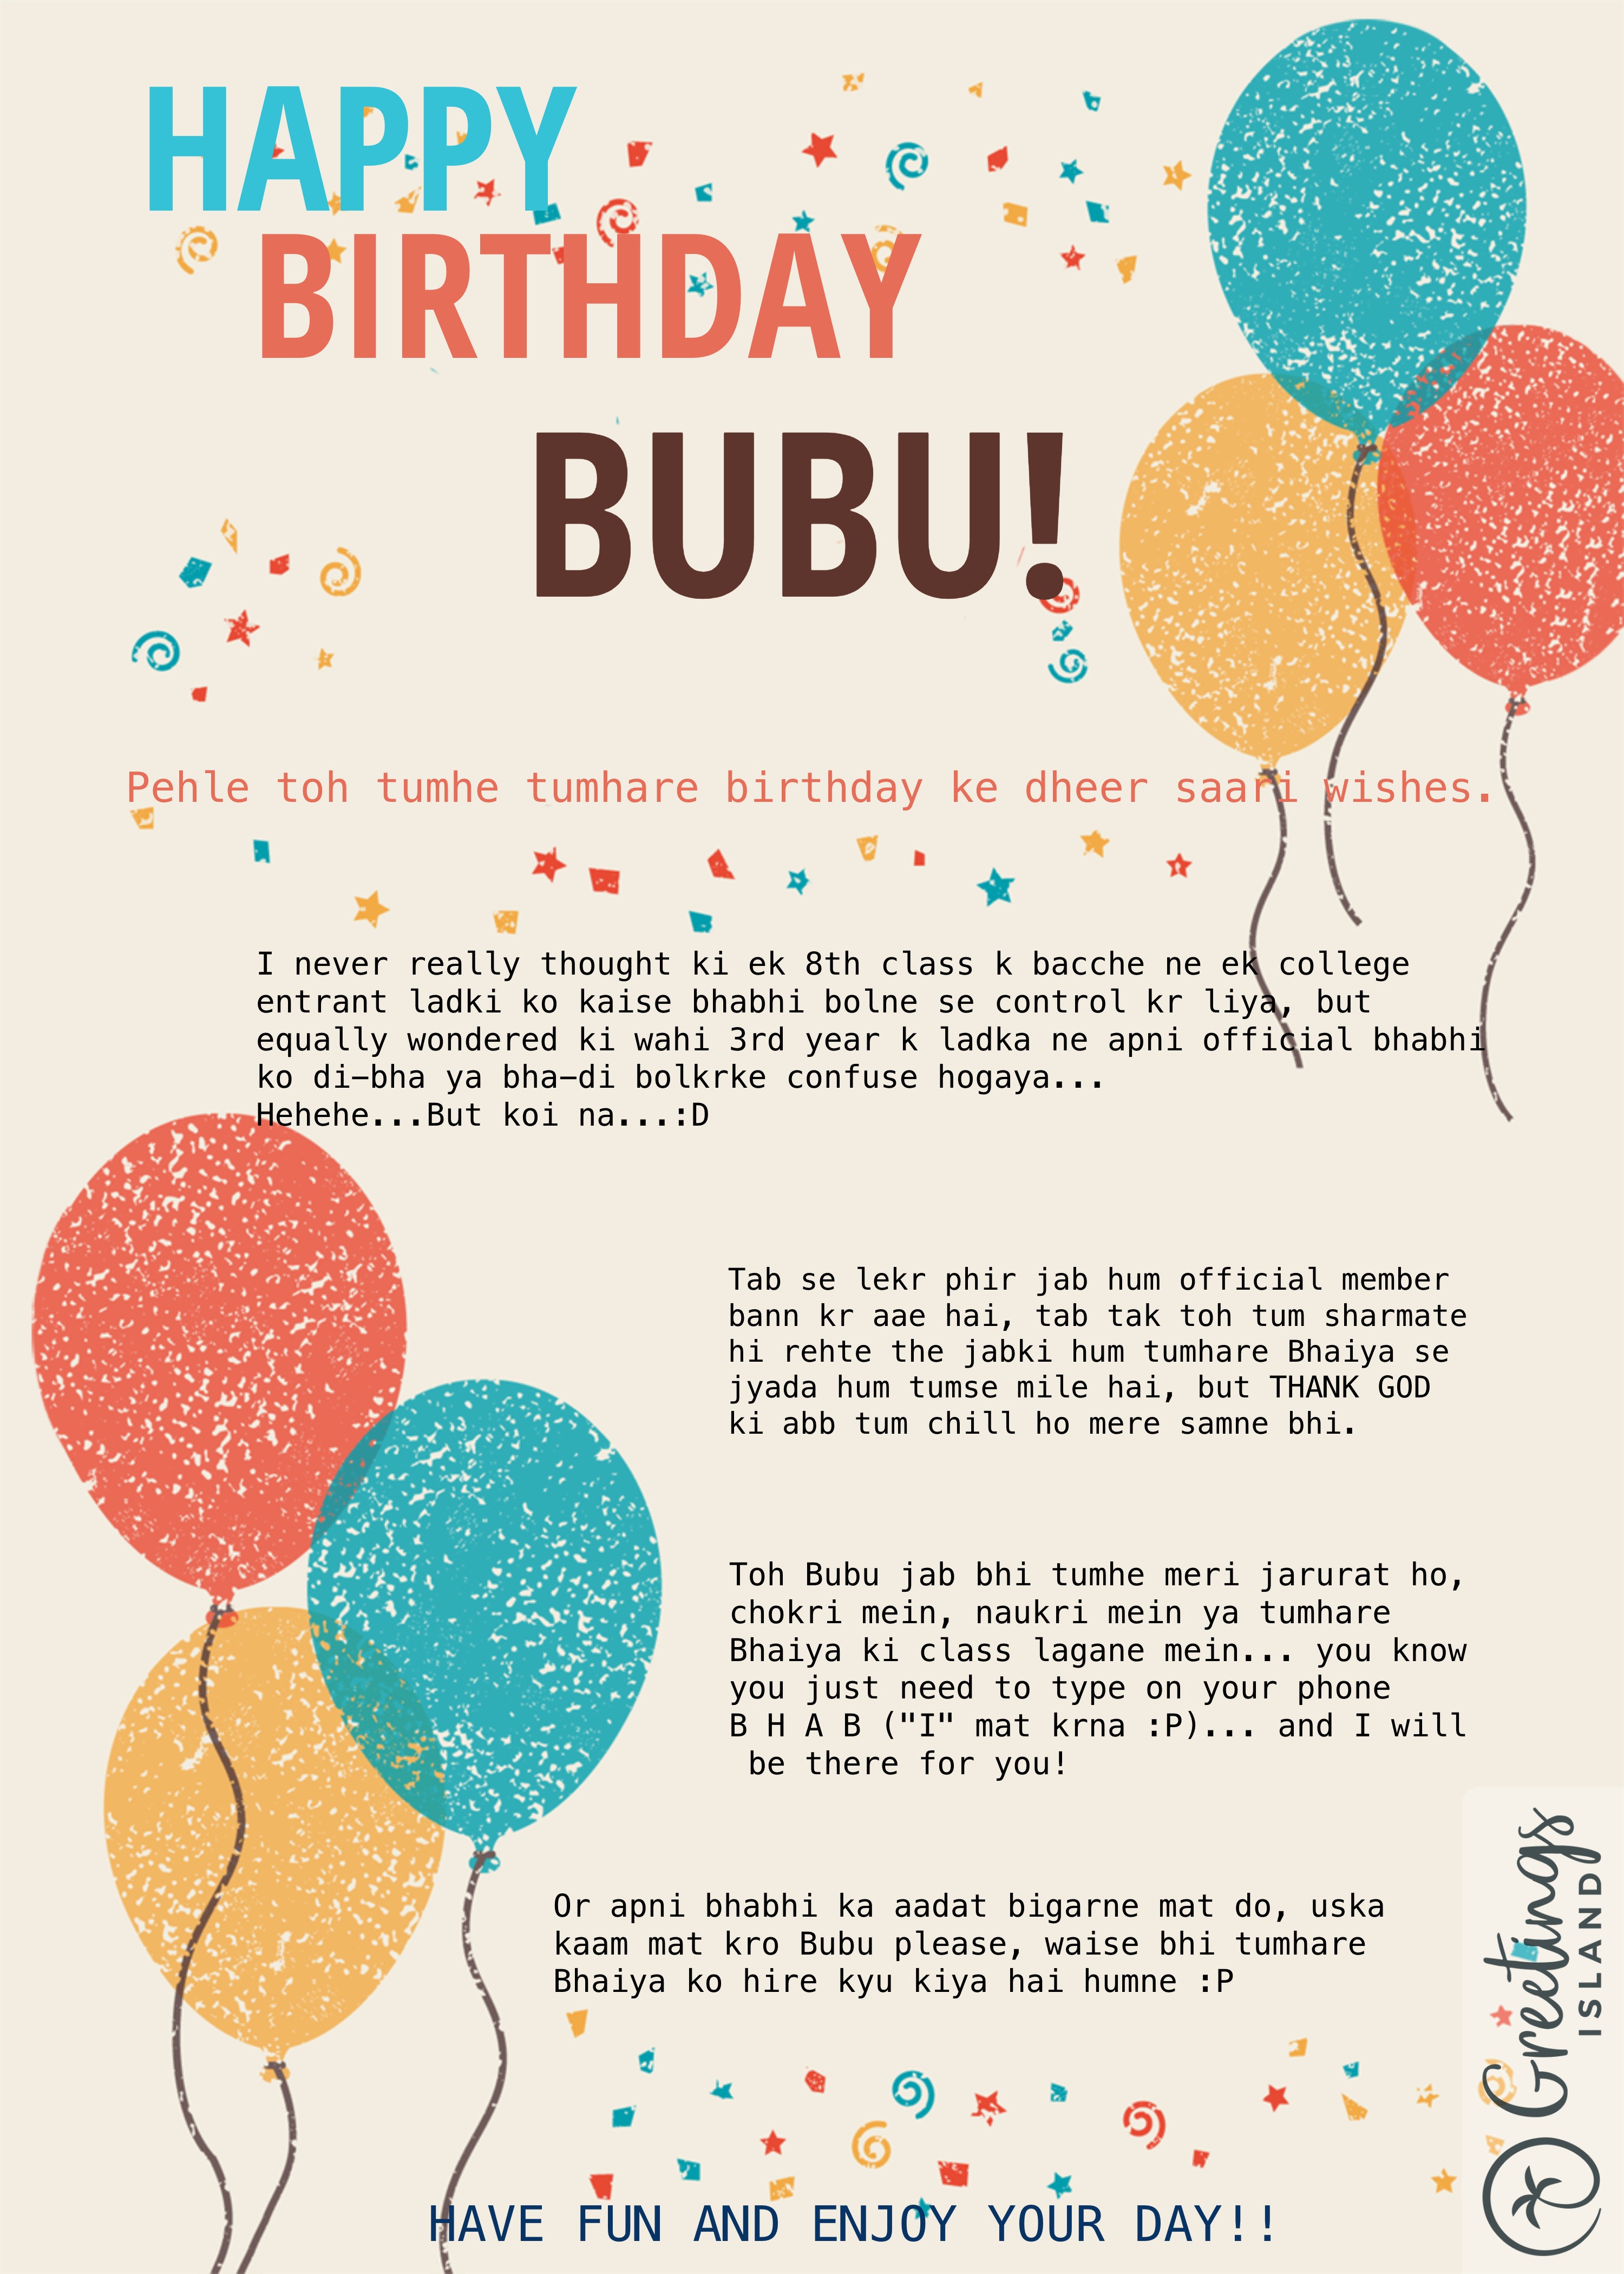 HAPPY
BIRTHDAY
BUBU!
Pehle toh tumhe tumhare birthday ke dheer saari wishes.
I never really thought ki ek 8th class k bacche ne ek college
entrant ladki ko kaise bhabhi bolne se control kr liya, but
equally wondered ki wahi 3rd year k ladka ne apni official bhabhi
ko di-bha ya bha-di bolkrke confuse hogaya...
Hehehe...But koi na...:D
Tab se lekr phir jab hum official member
bann kr aae hai, tab tak toh tum sharmate
hi rehte the jabki hum tumhare Bhaiya se
jyada hum tumse mile hai, but THANK GOD
ki abb tum chill ho mere samne bhi.
Toh Bubu jab bhi tumhe meri jarurat ho,
chokri mein, naukri mein ya tumhare
Bhaiya ki class lagane mein... you know
you just need to type on your phone
B H A B ("I" mat krna :P)... and I will
be there for you!
Or apni bhabhi ka aadat bigarne mat do, uska
kaam mat kro Bubu please, waise bhi tumhare
Bhaiya ko hire kyu kiya hai humne :P
HAVE FUN AND ENJOY YOUR DAY!!
Greetings
ISLAND